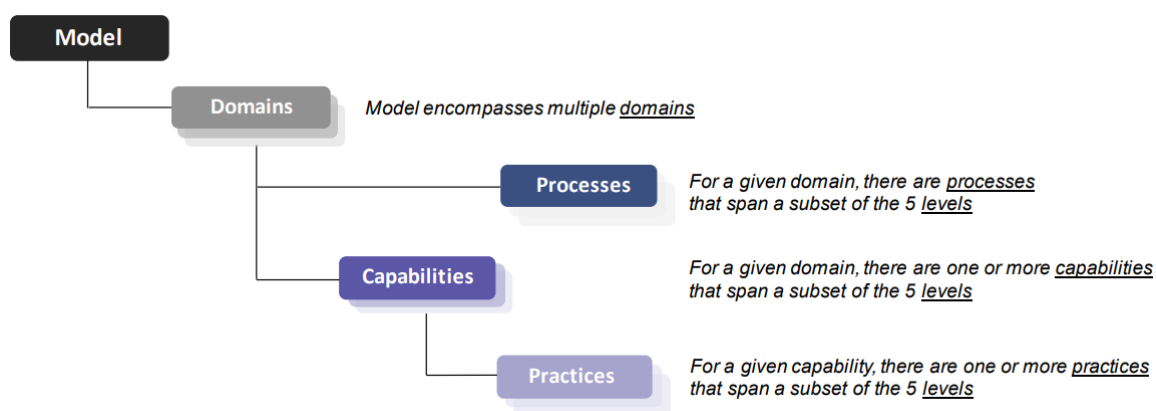 Model
Domains
Model encompasses multiple domains
Processes
For a given domain, there are processes
that span a subset of the 5 levels
Capabilities
For a given domain, there are one or more capabilities
that span a subset of the 5 levels
Practices
For a given capability, there are one or more practices
that span a subset of the 5 levels